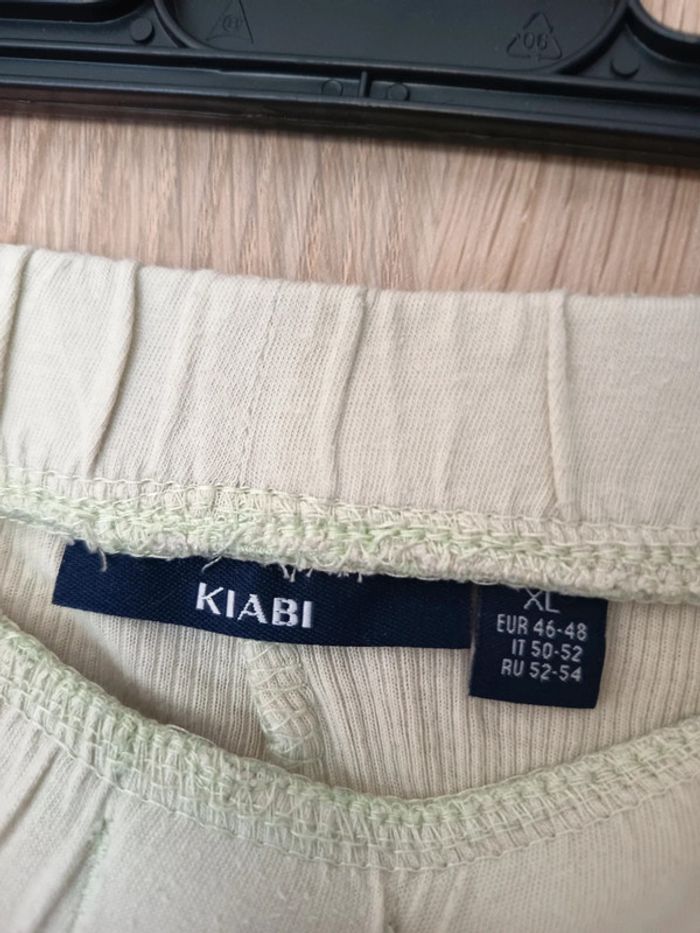 KIABI
XL
EUR 46-48
IT 50-52
RU 52-54